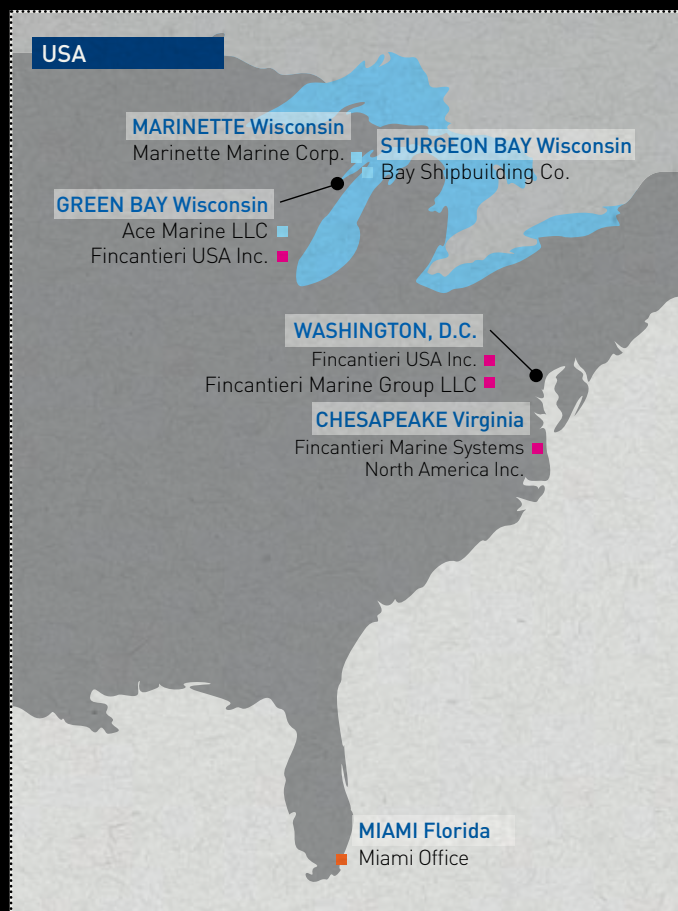 USA
MARINETTE Wisconsin
Marinette Marine Corp.
STURGEON BAY Wisconsin
Bay Shipbuilding Co.
GREEN BAY Wisconsin
Ace Marine LLC
Fincantieri USA Inc.
WASHINGTON, D.C.
Fincantieri USA Inc.
Fincantieri Marine Group LLC
CHESAPEAKE Virginia
Fincantieri Marine Systems
North America Inc.
MIAMI Florida
Miami Office